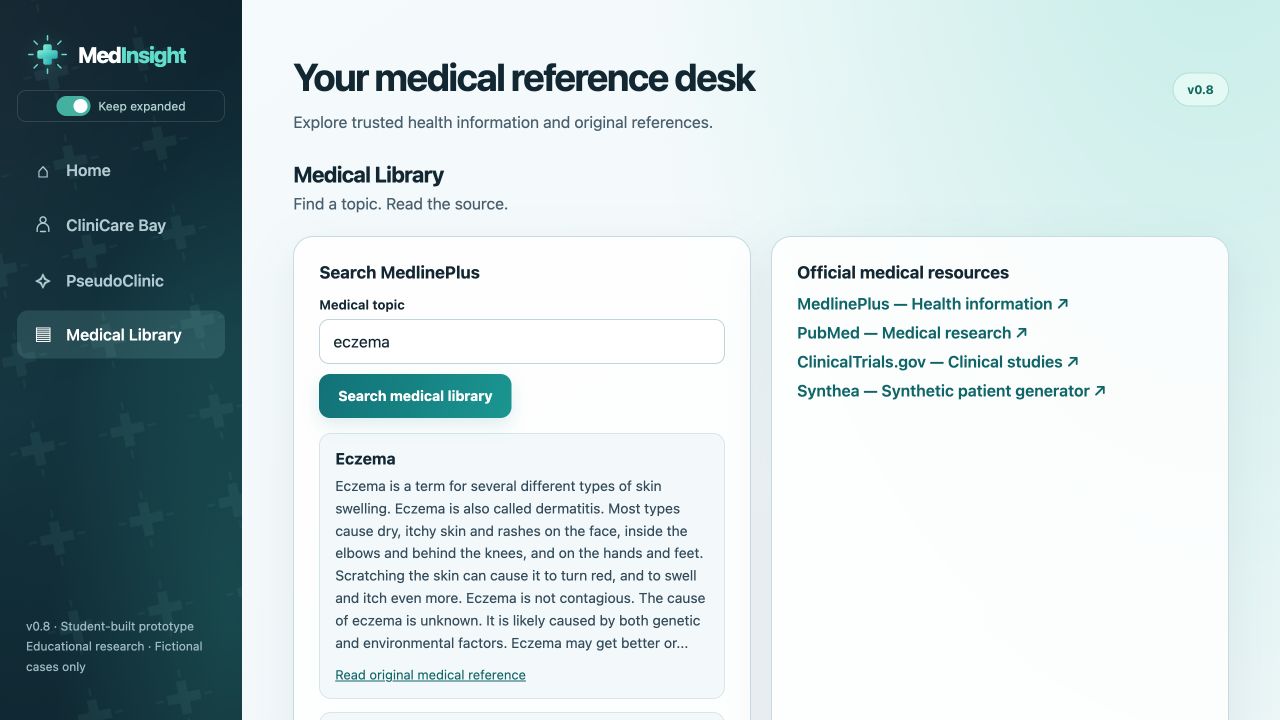 MedInsight
Keep expanded
Home
CliniCare Bay
PseudoClinic
Medical Library
v0.8 · Student-built prototype
Educational research · Fictional
cases only
Your medical reference desk
v0.8
Explore trusted health information and original references.
Medical Library
Find a topic. Read the source.
Search MedlinePlus
Medical topic
eczema
Search medical library
Eczema
Eczema is a term for several different types of skin
swelling. Eczema is also called dermatitis. Most types
cause dry, itchy skin and rashes on the face, inside the
elbows and behind the knees, and on the hands and feet.
Scratching the skin can cause it to turn red, and to swell
and itch even more. Eczema is not contagious. The cause
of eczema is unknown. It is likely caused by both genetic
and environmental factors. Eczema may get better or...
Read original medical reference
Official medical resources
MedlinePlus — Health information ↗
PubMed — Medical research ↗
ClinicalTrials.gov — Clinical studies ↗
Synthea — Synthetic patient generator ↗